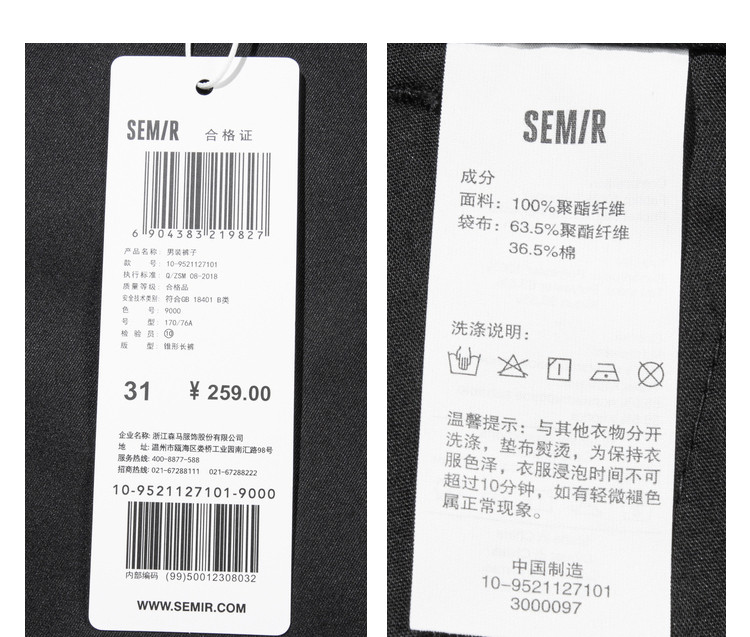 SEMIR 合格证
6 904383 219827
产品名称: 男装裤子
款 号: 10-9521127101
执行标准: Q/ZSM 08-2018
质量等级: 合格品
安全技术类别: 符合GB 18401 B类
色 号: 9000
号 型: 170/76A
检 验 员: ⑩
版 型: 锥形长裤
31 ¥ 259.00
企业名称: 浙江森马服饰股份有限公司
地 址: 温州市瓯海区娄桥工业园南汇路98号
服务热线: 400-8877-588
招商热线: 021-67288111 021-67288222
10-9521127101-9000
内部编码 (99)50012308032
WWW.SEMIR.COM
SEMIR
成分
面料: 100%聚酯纤维
袋布: 63.5%聚酯纤维
36.5%棉
洗涤说明:
温馨提示: 与其他衣物分开
洗涤, 垫布熨烫, 为保持衣
服色泽, 衣服浸泡时间不可
超过10分钟, 如有轻微褪色
属正常现象。
中国制造
10-9521127101
3000097